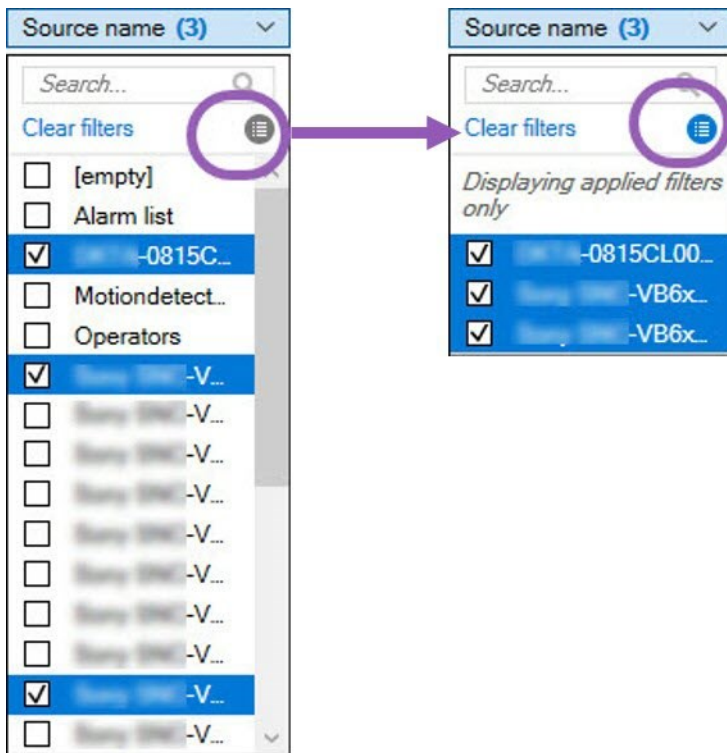 Source name (3)
Search...
Clear filters
[empty]
Alarm list
-0815C...
Motiondetect...
Operators
-V...
-V...
-V...
-V...
-V...
-V...
-V...
-V...
-V...
-V...
Source name (3)
Search...
Clear filters
Displaying applied filters
only
-0815CL00...
-VB6x...
-VB6x...